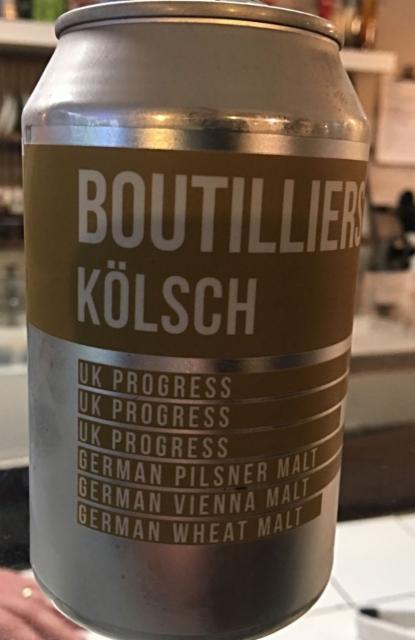 BOUTILLIERS
KÖLSCH
UK PROGRESS
UK PROGRESS
UK PROGRESS
GERMAN PILSNER MALT
GERMAN VIENNA MALT
GERMAN WHEAT MALT